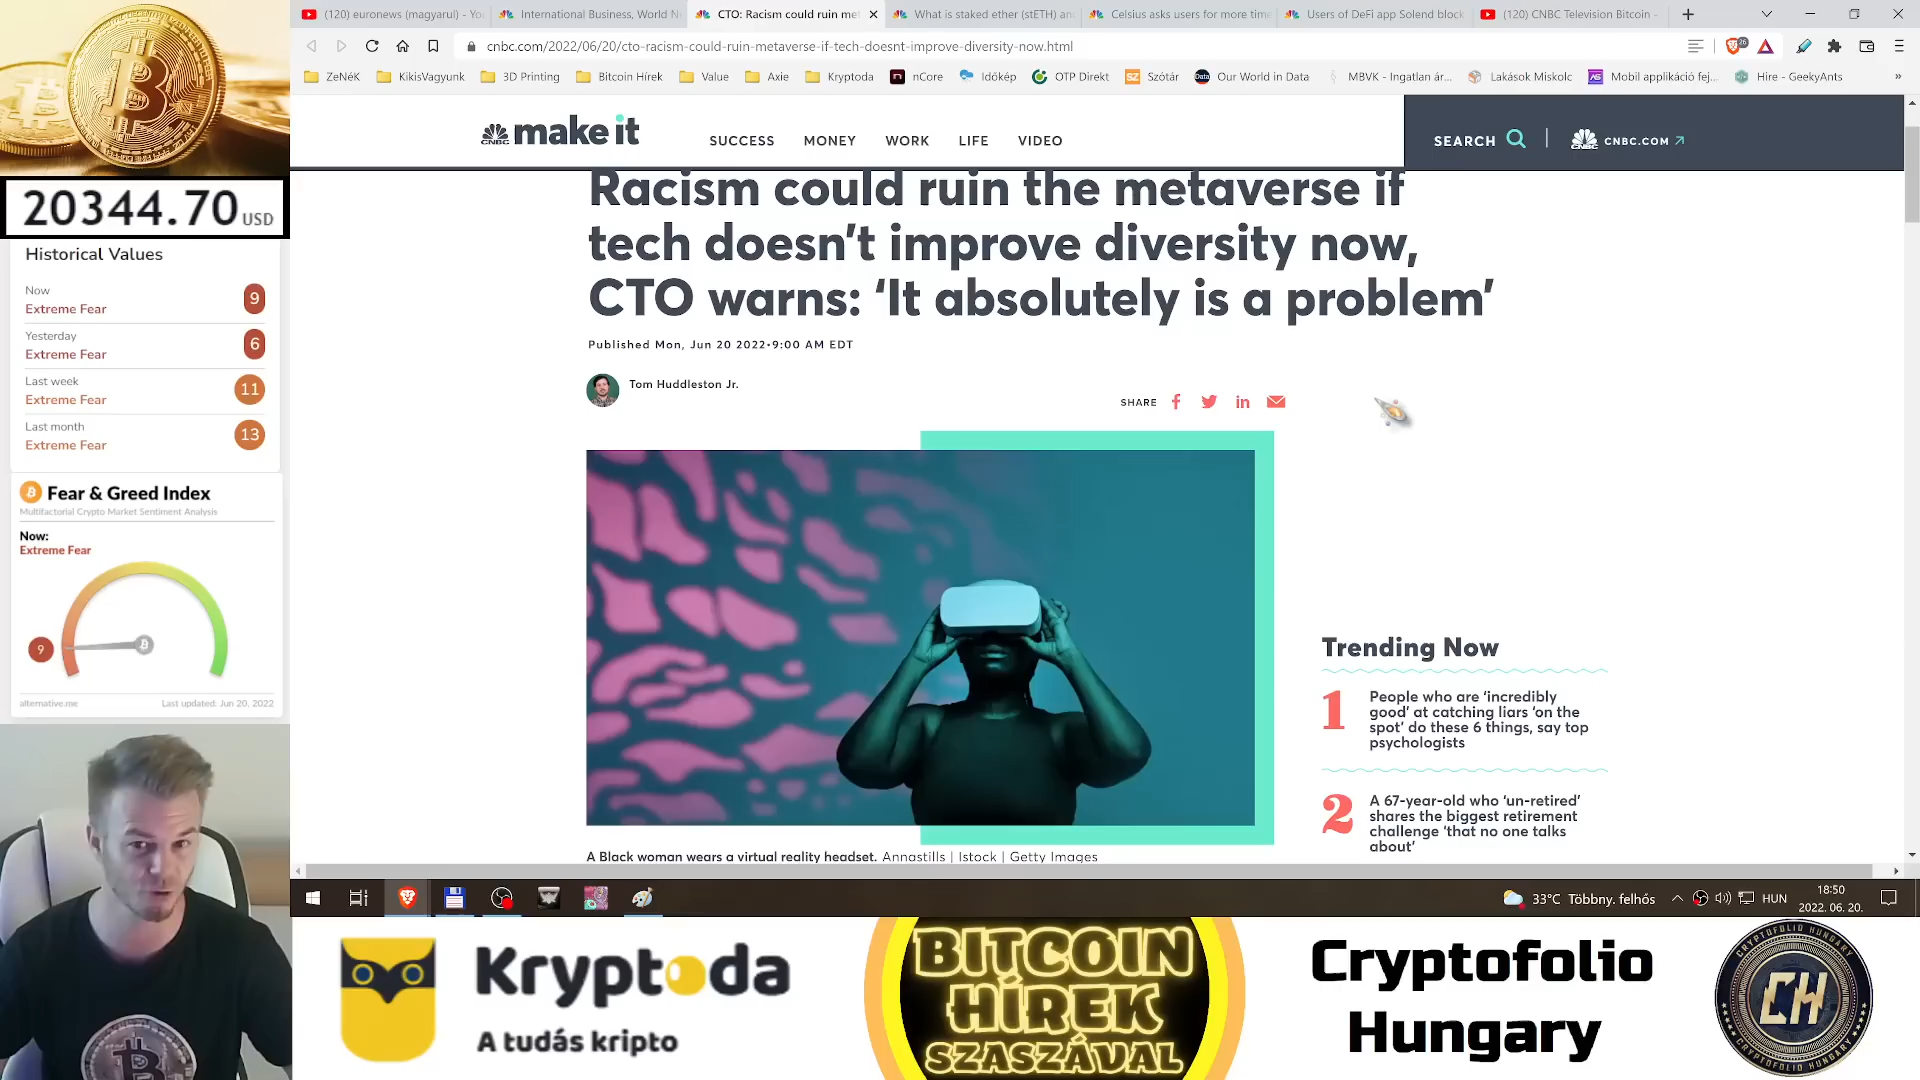 (120) euronews (magyarul) - Yo
International Business, World N
CTO: Racism could ruin met
What is staked ether (stETH) an
Celsius asks users for more time
Users of DeFi app Solend block
(120) CNBC Television Bitcoin -
cnbc.com/2022/06/20/cto-racism-could-ruin-metaverse-if-tech-doesnt-improve-diversity-now.html
26
ZeNéK
KikisVagyunk
3D Printing
Bitcoin Hírek
Value
Axie
Kryptoda
nCore
Időkép
OTP Direkt
SZ Szótár
Our World in Data
MBVK - Ingatlan ár...
Lakások Miskolc
Mobil applikáció fej...
Hire - GeekyAnts
CNBC make it
SUCCESS
MONEY
WORK
LIFE
VIDEO
SEARCH
CNBC.COM
Racism could ruin the metaverse if
tech doesn't improve diversity now,
CTO warns: 'It absolutely is a problem'
Published Mon, Jun 20 2022•9:00 AM EDT
Tom Huddleston Jr.
SHARE
A Black woman wears a virtual reality headset. Annastills | Istock | Getty Images
Trending Now
1
People who are 'incredibly
good' at catching liars 'on the
spot' do these 6 things, say top
psychologists
2
A 67-year-old who 'un-retired'
shares the biggest retirement
challenge 'that no one talks
about'
20344.70 USD
Historical Values
Now
Extreme Fear
9
Yesterday
Extreme Fear
6
Last week
Extreme Fear
11
Last month
Extreme Fear
13
Fear & Greed Index
Multifactorial Crypto Market Sentiment Analysis
Now:
Extreme Fear
9
alternative.me
Last updated: Jun 20, 2022
33°C Többny. felhős
HUN
18:50
2022. 06. 20.
Kryptoda
A tudás kripto
BITCOIN
HÍREK
SZASZÁVAL
Cryptofolio
Hungary
CRYPTOFOLIO HUNGARY
CH
CRYPTOFOLIO HUNGARY